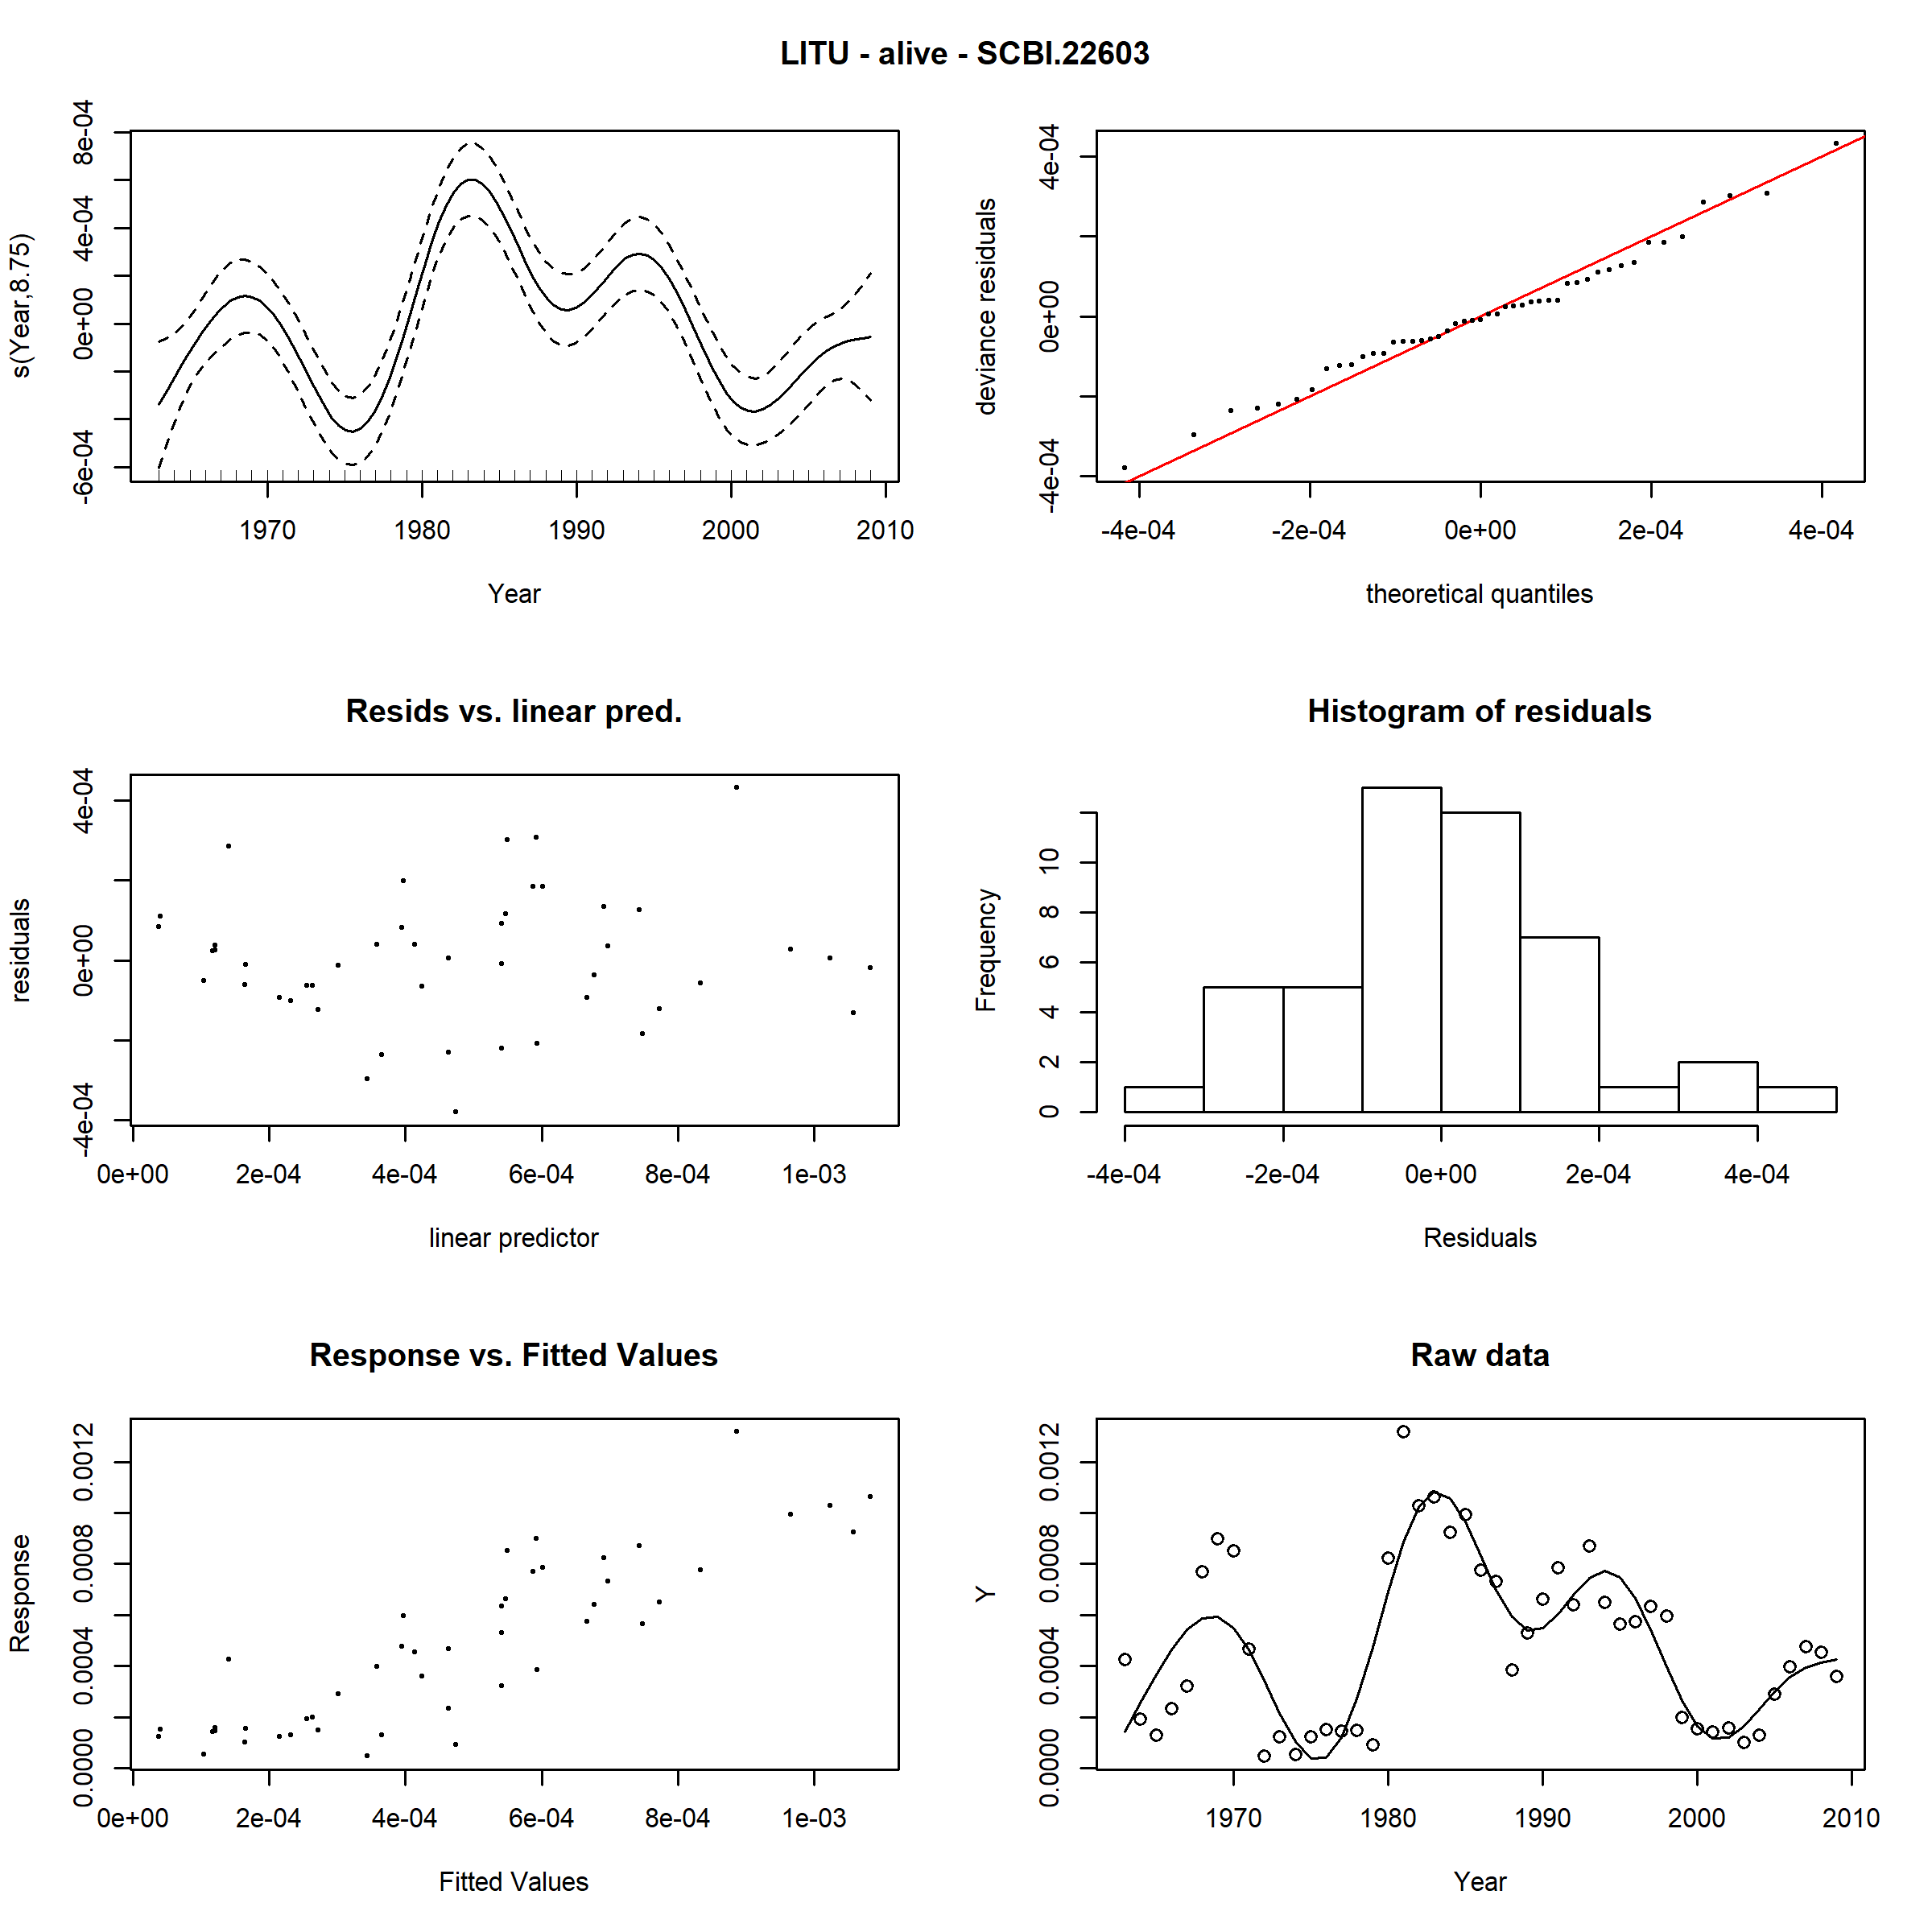 LITU - alive - SCBI.22603
s(Year,8.75)
-6e-04 0e+00 4e-04 8e-04
1970 1980 1990 2000 2010
Year
deviance residuals
-4e-04 0e+00 4e-04
-4e-04 -2e-04 0e+00 2e-04 4e-04
theoretical quantiles
Resids vs. linear pred.
residuals
-4e-04 0e+00 4e-04
0e+00 2e-04 4e-04 6e-04 8e-04 1e-03
linear predictor
Histogram of residuals
Frequency
0 2 4 6 8 10
-4e-04 -2e-04 0e+00 2e-04 4e-04
Residuals
Response vs. Fitted Values
Response
0.0000 0.0004 0.0008 0.0012
0e+00 2e-04 4e-04 6e-04 8e-04 1e-03
Fitted Values
Raw data
Y
0.0000 0.0004 0.0008 0.0012
1970 1980 1990 2000 2010
Year